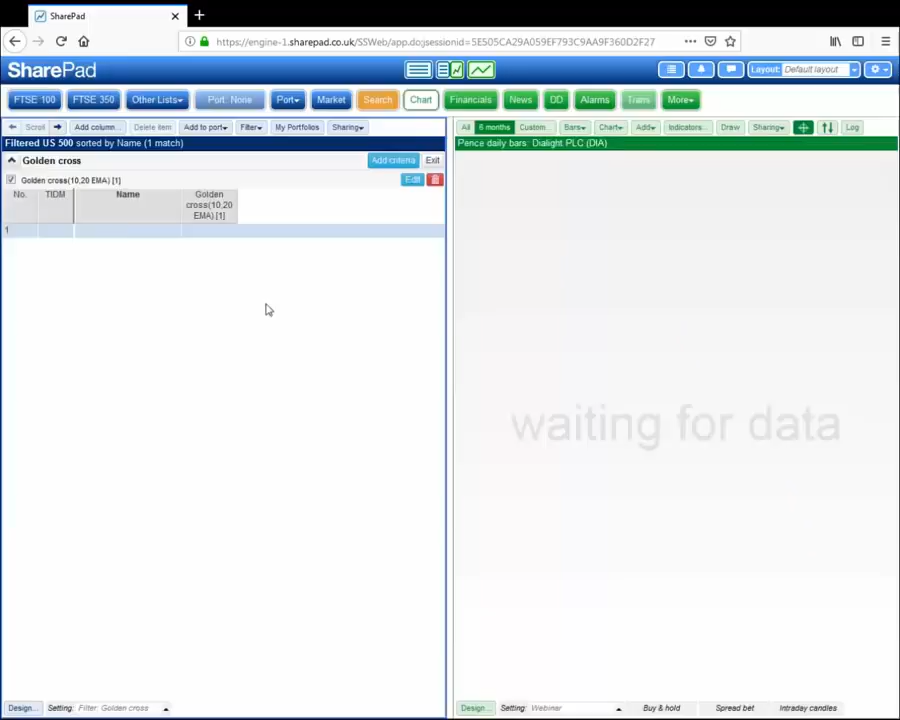 SharePad
https://engine-1.sharepad.co.uk/SSWeb/app.do;jsessionid=5E505CA29A059EF793C9AA9F360D2F27
SharePad
Layout: Default layout
FTSE 100 FTSE 350 Other Lists Port: None Port Market Search Chart Financials News DD Alarms Trans More
Scroll Add column... Delete item Add to port Filter My Portfolios Sharing All 6 months Custom... Bars Chart Add Indicators... Draw Sharing Log
Filtered US 500 sorted by Name (1 match) Pence daily bars: Dialight PLC (DIA)
Golden cross Add criteria Exit
Golden cross(10,20 EMA) [1] Edit
No. TIDM Name Golden
cross(10,20
EMA).[1]
1
waiting for data
Design... Setting: Filter: Golden cross Design... Setting: Webinar Buy & hold Spread bet Intraday candles